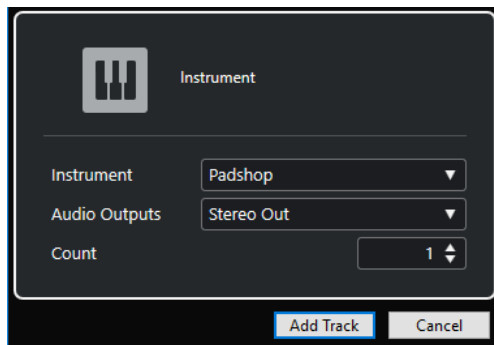 Instrument
Instrument Padshop
Audio Outputs Stereo Out
Count 1
Add Track Cancel